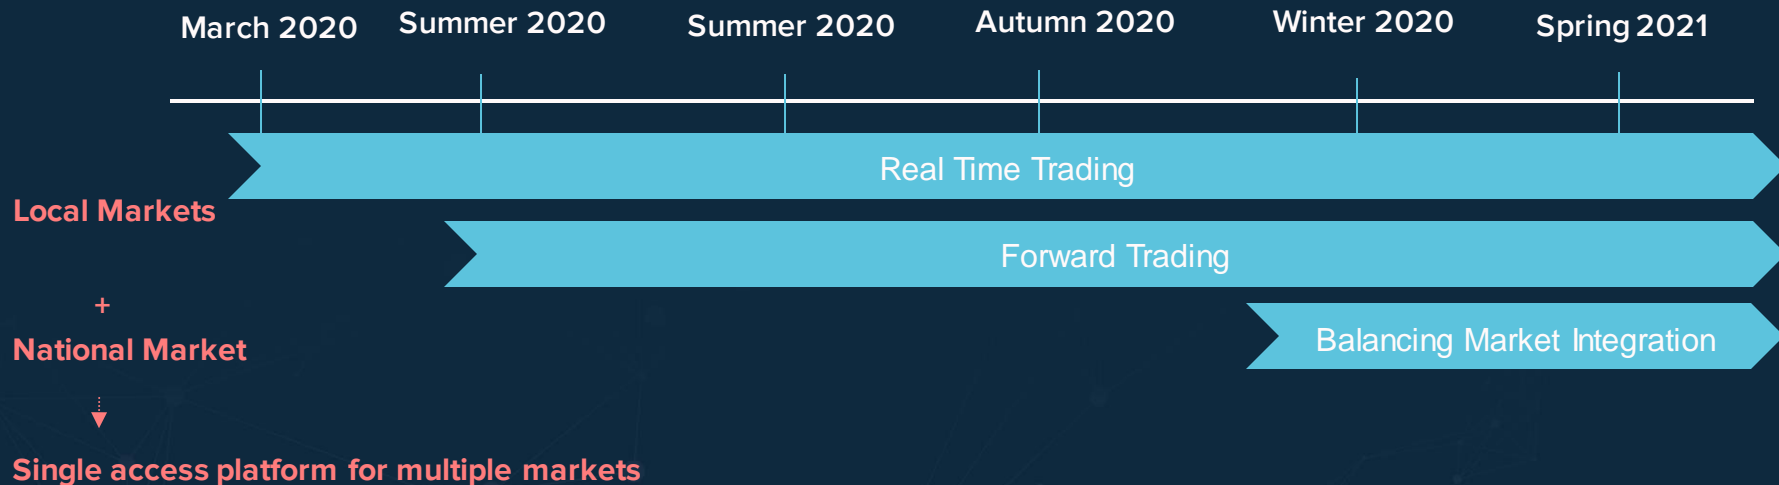 March 2020
Summer 2020
Summer 2020
Autumn 2020
Winter 2020
Spring 2021
Real Time Trading
Local Markets
Forward Trading
+
National Market
Balancing Market Integration
Single access platform for multiple markets